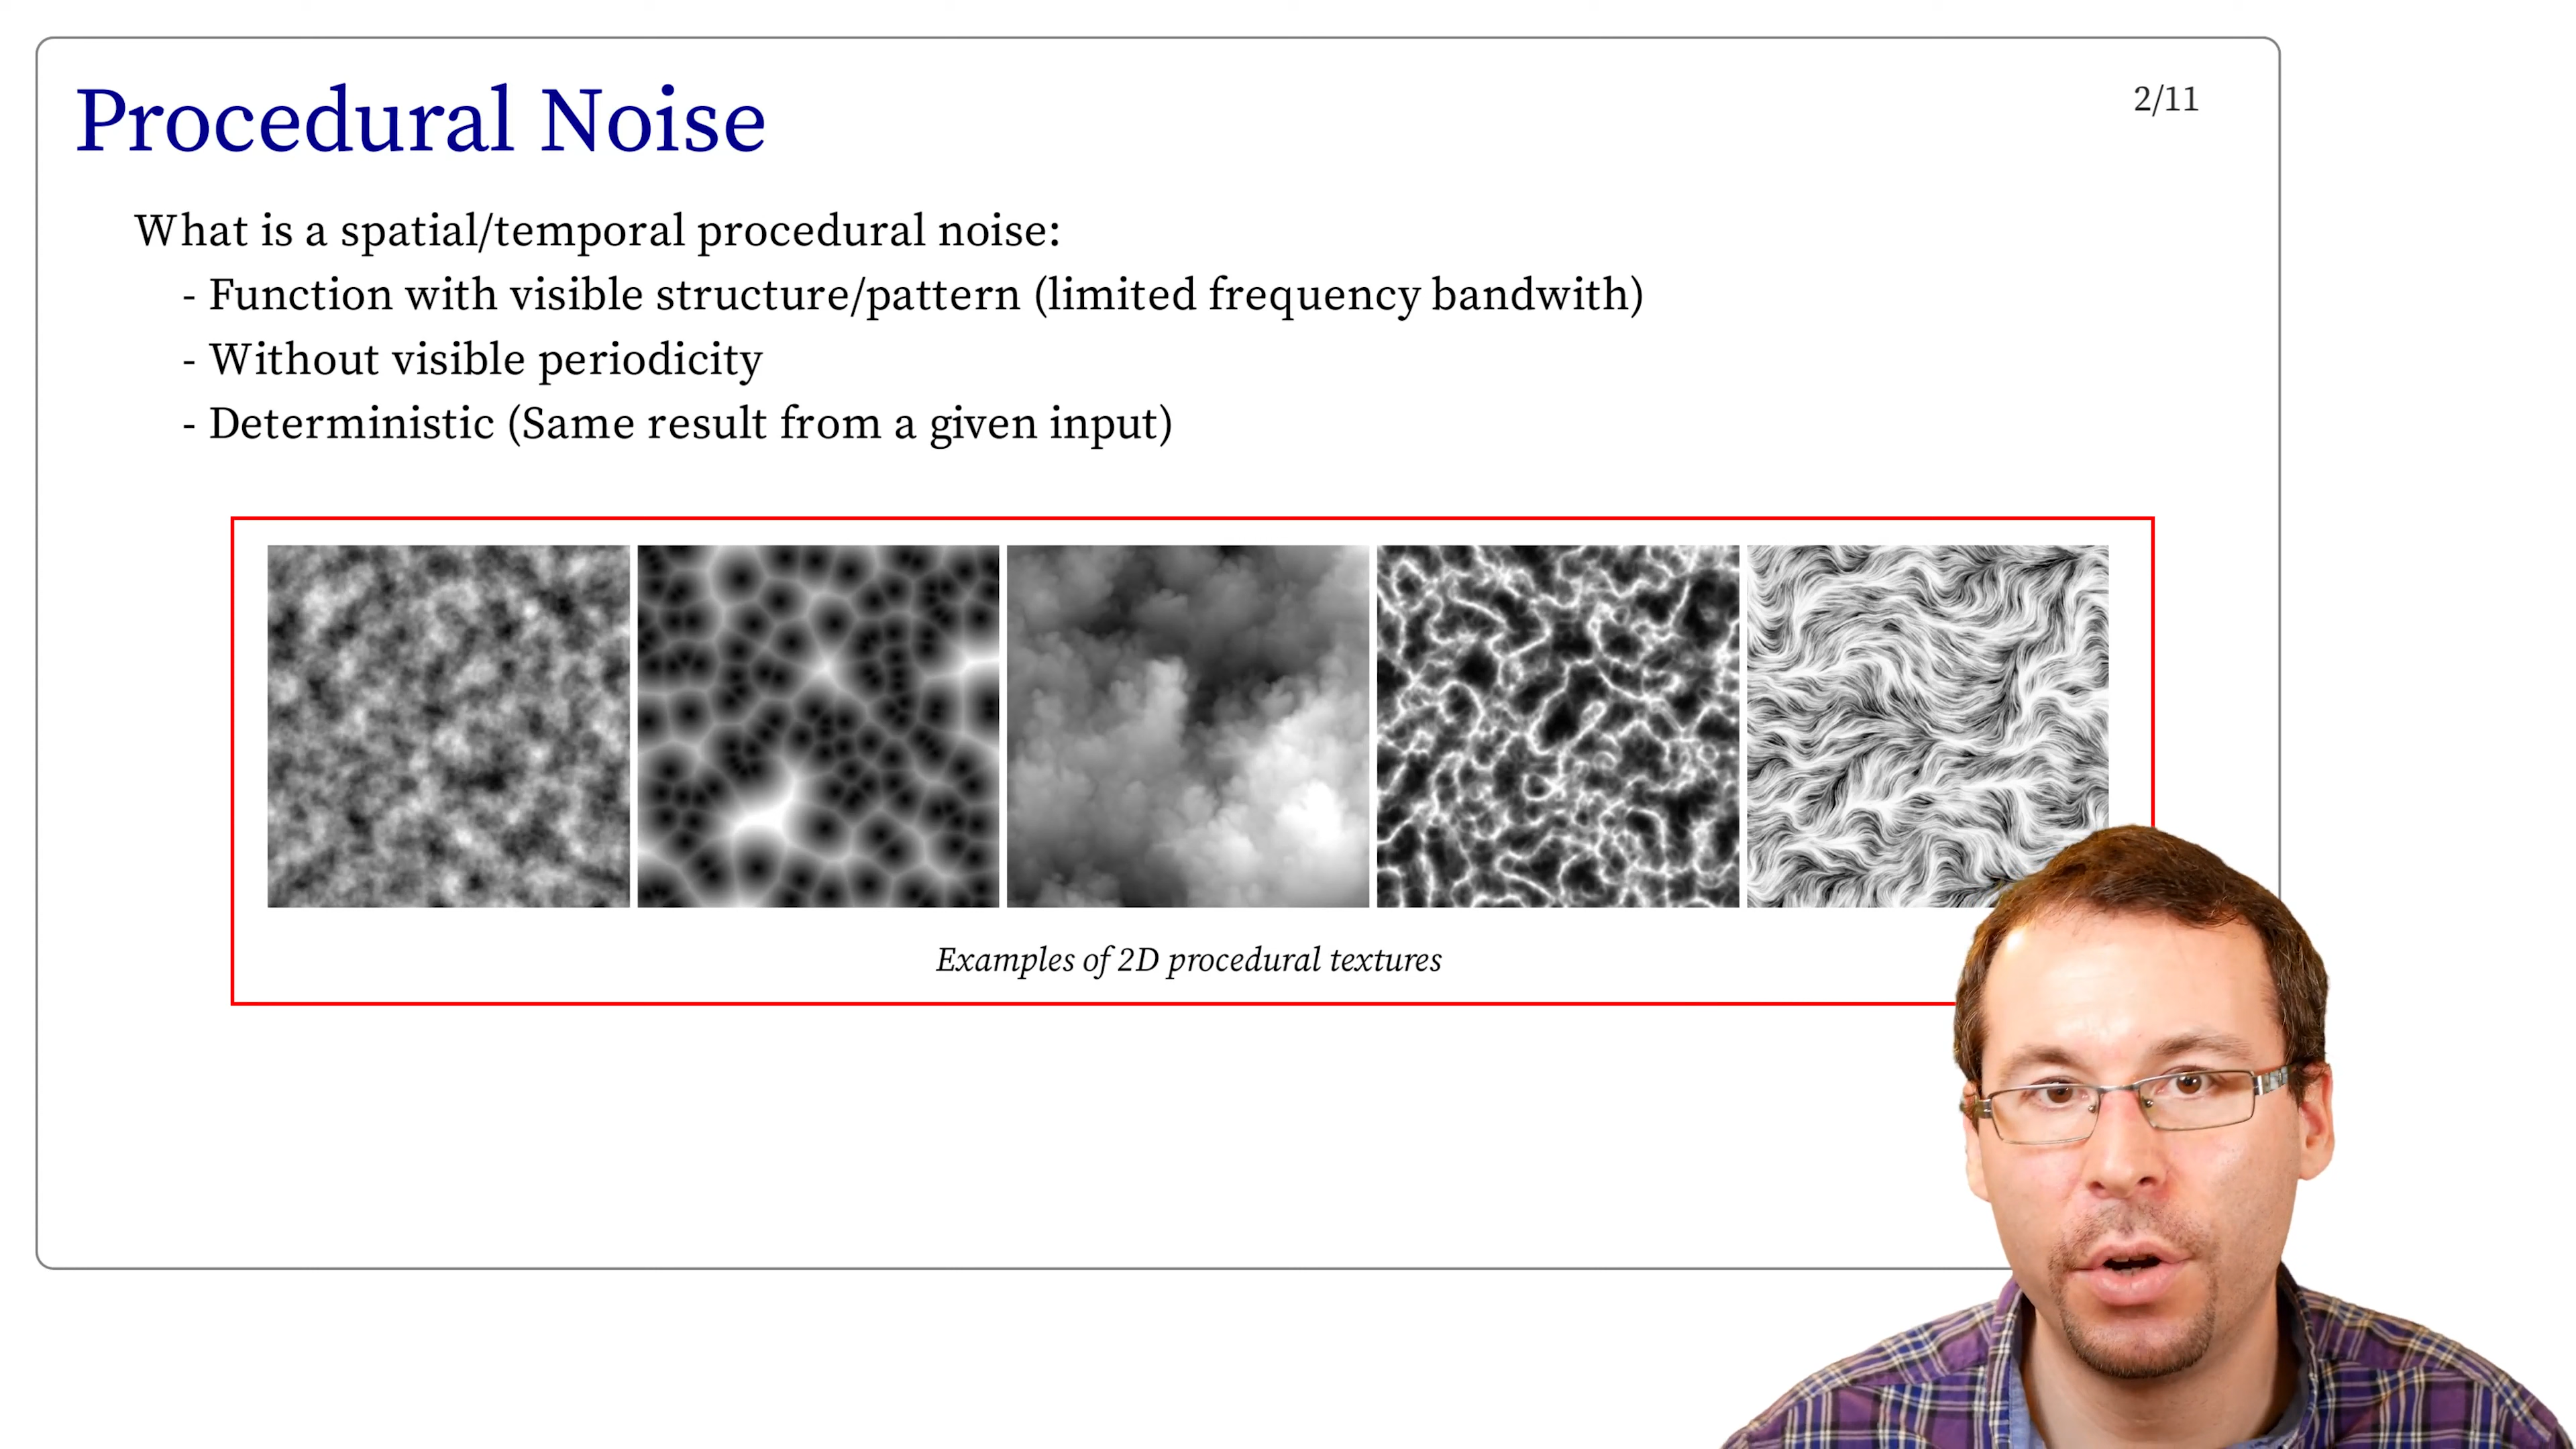 Procedural Noise
2/11
What is a spatial/temporal procedural noise:
- Function with visible structure/pattern (limited frequency bandwith)
- Without visible periodicity
- Deterministic (Same result from a given input)
Examples of 2D procedural textures